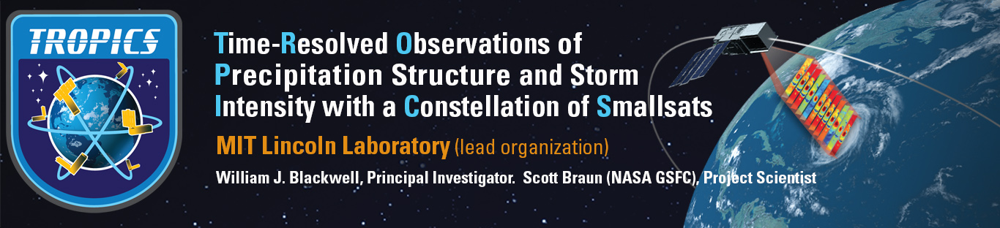 TROPICS
Time-Resolved Observations of
Precipitation Structure and Storm
Intensity with a Constellation of Smallsats
MIT Lincoln Laboratory (lead organization)
William J. Blackwell, Principal Investigator.  Scott Braun (NASA GSFC), Project Scientist